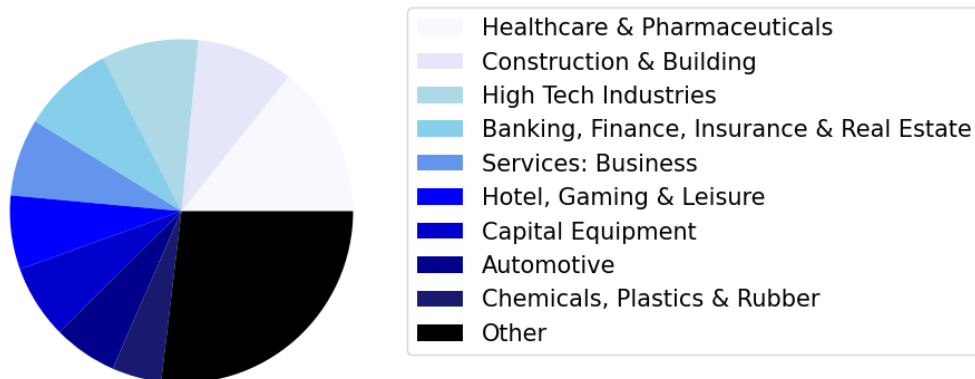 Healthcare & Pharmaceuticals
Construction & Building
High Tech Industries
Banking, Finance, Insurance & Real Estate
Services: Business
Hotel, Gaming & Leisure
Capital Equipment
Automotive
Chemicals, Plastics & Rubber
Other